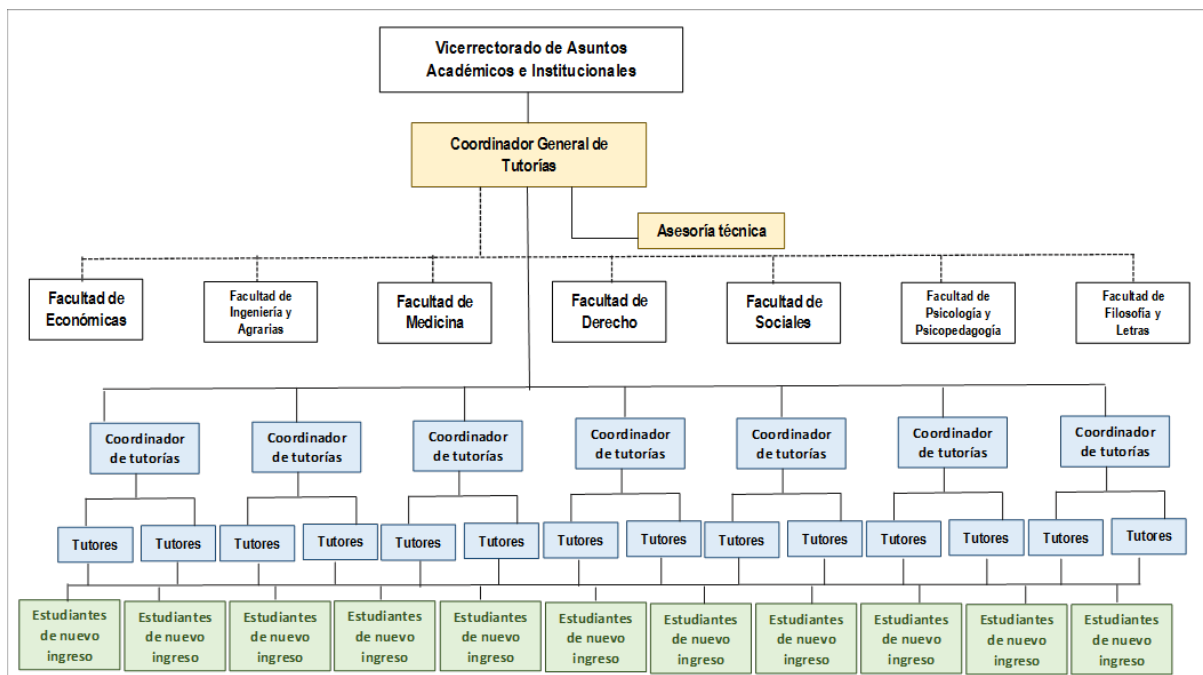 Vicerrectorado de Asuntos
Académicos e Institucionales
Coordinador General de
Tutorías
Asesoría técnica
Facultad de
Económicas
Facultad de
Ingeniería y
Agrarias
Facultad de
Medicina
Facultad de
Derecho
Facultad de
Sociales
Facultad de
Psicología y
Psicopedagogía
Facultad de
Filosofía y
Letras
Coordinador
de tutorías
Coordinador
de tutorías
Coordinador
de tutorías
Coordinador
de tutorías
Coordinador
de tutorías
Coordinador
de tutorías
Coordinador
de tutorías
Tutores
Tutores
Tutores
Tutores
Tutores
Tutores
Tutores
Tutores
Tutores
Tutores
Tutores
Tutores
Tutores
Tutores
Estudiantes
de nuevo
ingreso
Estudiantes
de nuevo
ingreso
Estudiantes
de nuevo
ingreso
Estudiantes
de nuevo
ingreso
Estudiantes
de nuevo
ingreso
Estudiantes
de nuevo
ingreso
Estudiantes
de nuevo
ingreso
Estudiantes
de nuevo
ingreso
Estudiantes
de nuevo
ingreso
Estudiantes
de nuevo
ingreso
Estudiantes
de nuevo
ingreso